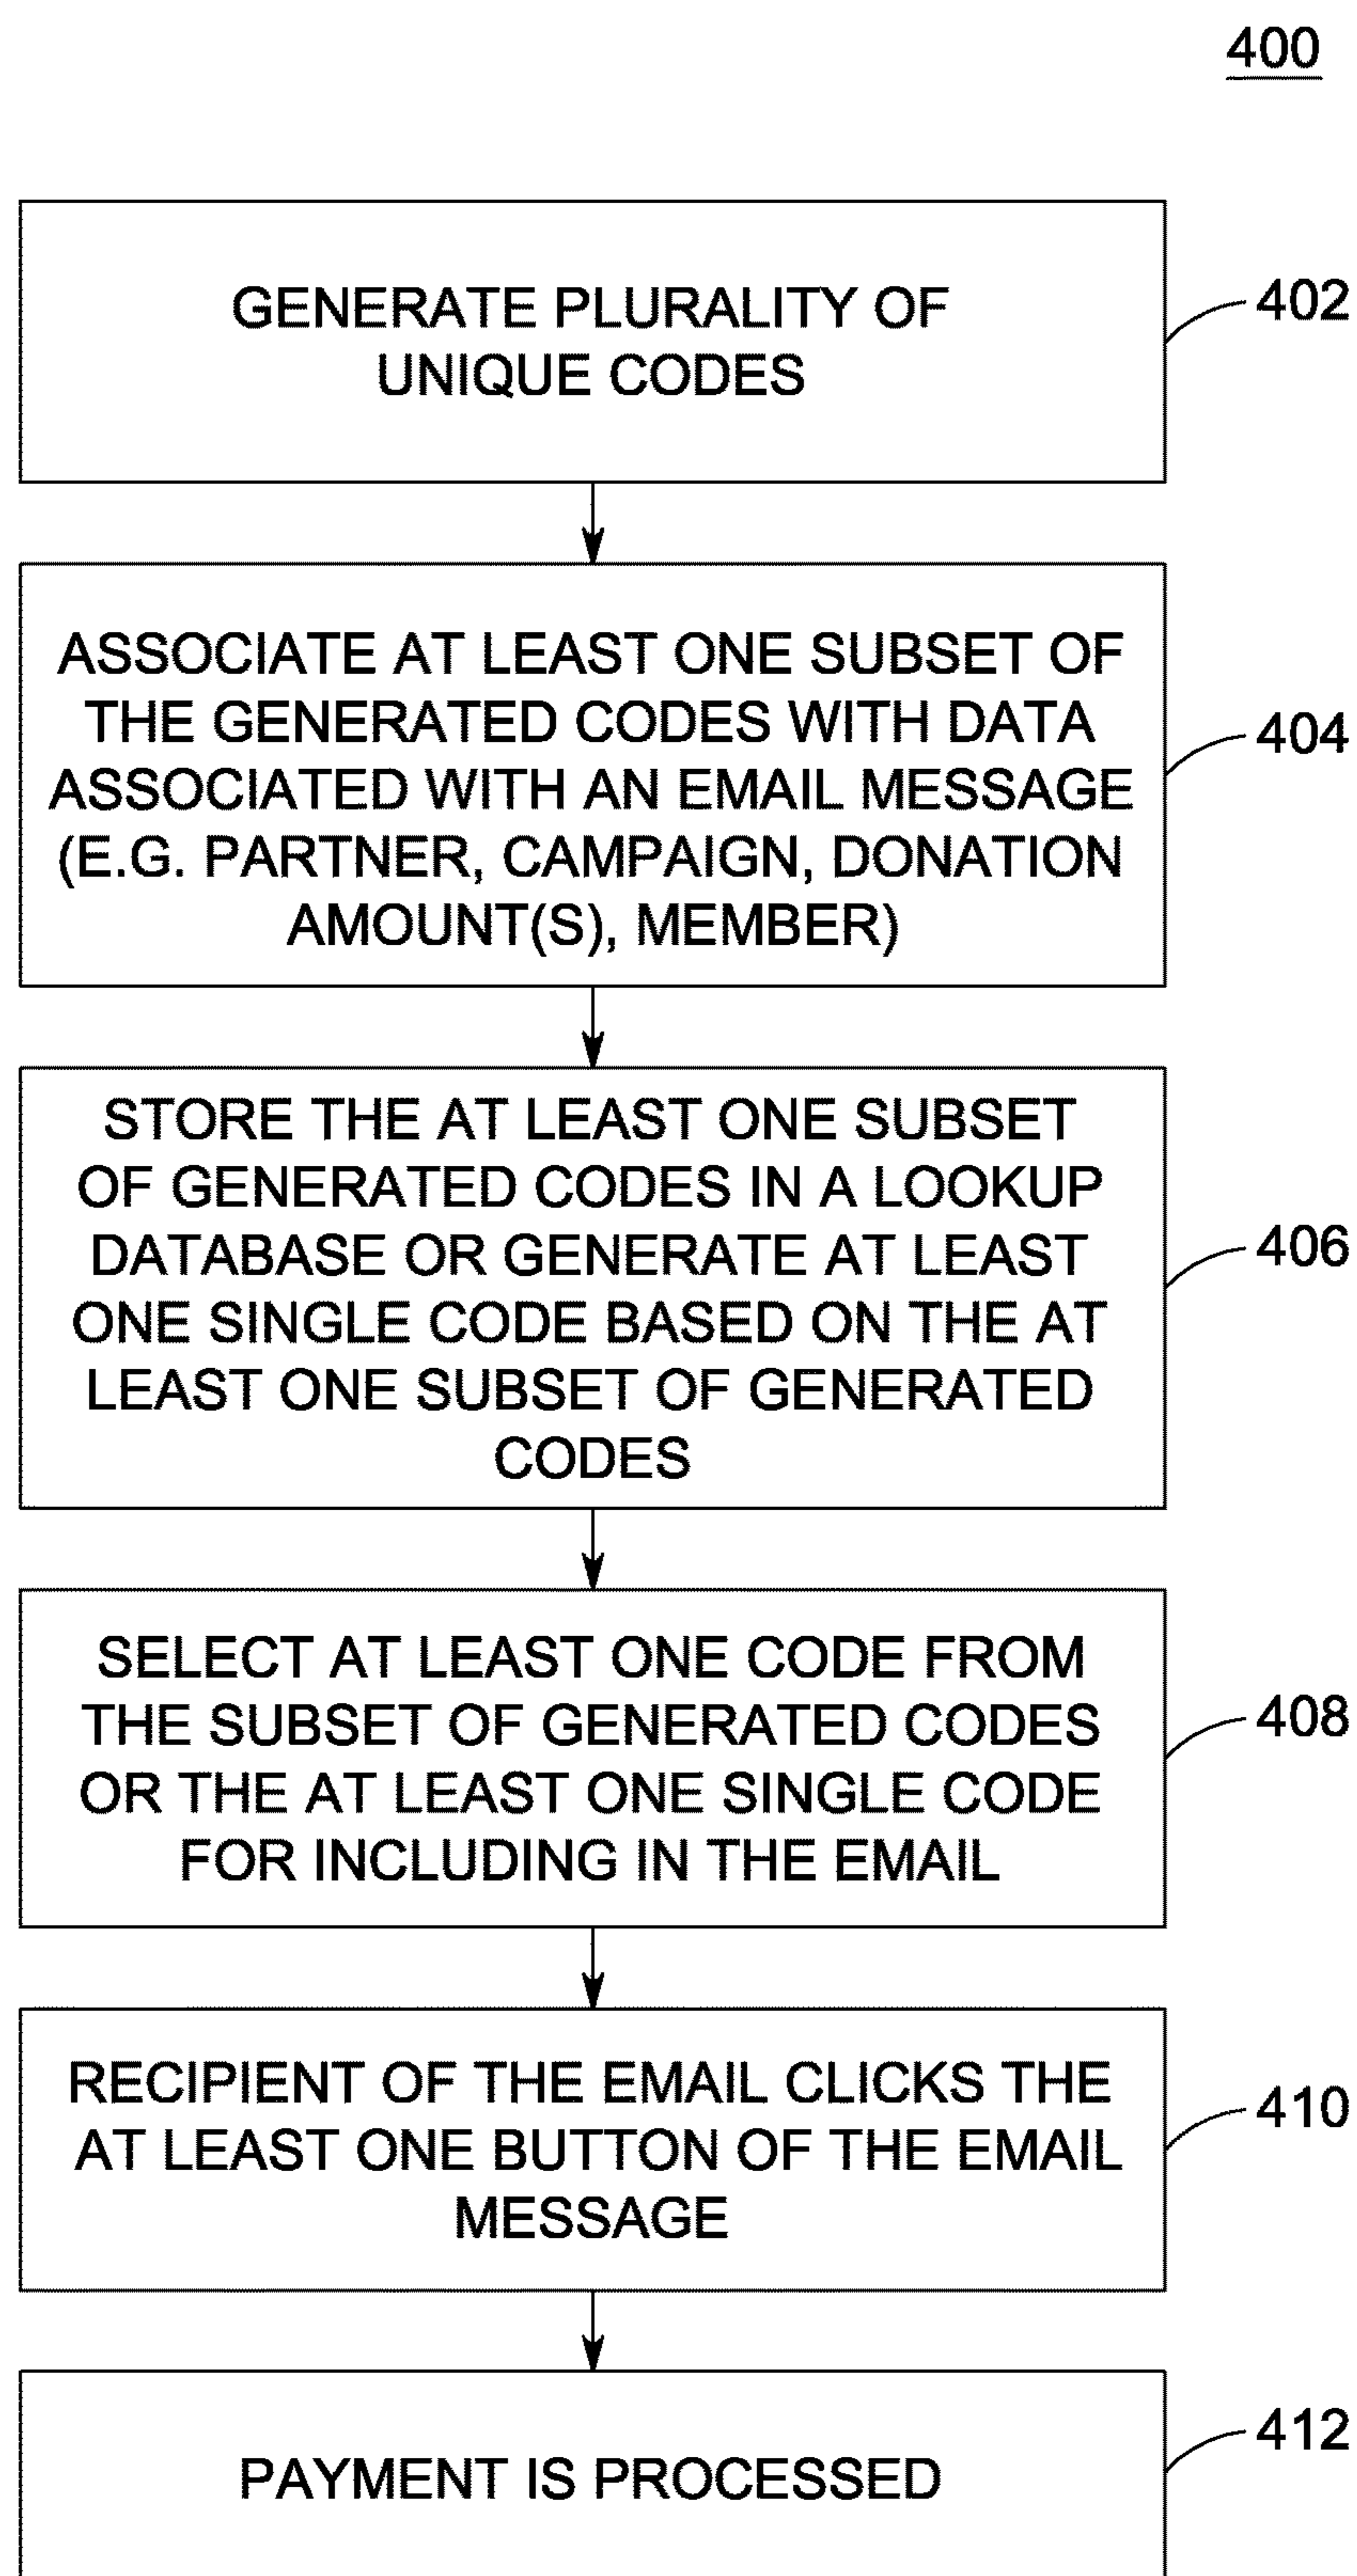 400
GENERATE PLURALITY OF
UNIQUE CODES
402
ASSOCIATE AT LEAST ONE SUBSET OF
THE GENERATED CODES WITH DATA
ASSOCIATED WITH AN EMAIL MESSAGE
(E.G. PARTNER, CAMPAIGN, DONATION
AMOUNT(S), MEMBER)
404
STORE THE AT LEAST ONE SUBSET
OF GENERATED CODES IN A LOOKUP
DATABASE OR GENERATE AT LEAST
ONE SINGLE CODE BASED ON THE AT
LEAST ONE SUBSET OF GENERATED
CODES
406
SELECT AT LEAST ONE CODE FROM
THE SUBSET OF GENERATED CODES
OR THE AT LEAST ONE SINGLE CODE
FOR INCLUDING IN THE EMAIL
408
RECIPIENT OF THE EMAIL CLICKS THE
AT LEAST ONE BUTTON OF THE EMAIL
MESSAGE
410
PAYMENT IS PROCESSED
412